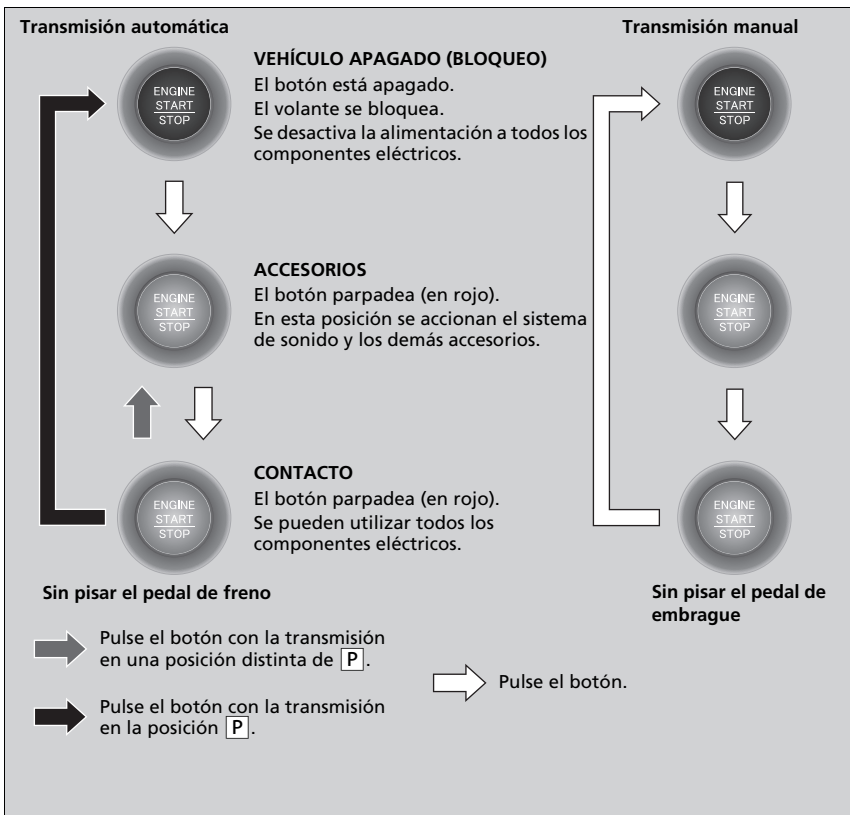 Transmisión automática
Transmisión manual
ENGINE
START
STOP
VEHÍCULO APAGADO (BLOQUEO)
El botón está apagado.
El volante se bloquea.
Se desactiva la alimentación a todos los
componentes eléctricos.
ENGINE
START
STOP
ENGINE
START
STOP
ACCESORIOS
El botón parpadea (en rojo).
En esta posición se accionan el sistema
de sonido y los demás accesorios.
ENGINE
START
STOP
ENGINE
START
STOP
CONTACTO
El botón parpadea (en rojo).
Se pueden utilizar todos los
componentes eléctricos.
ENGINE
START
STOP
Sin pisar el pedal de freno
Sin pisar el pedal de
embrague
Pulse el botón con la transmisión
en una posición distinta de P.
Pulse el botón.
Pulse el botón con la transmisión
en la posición P.